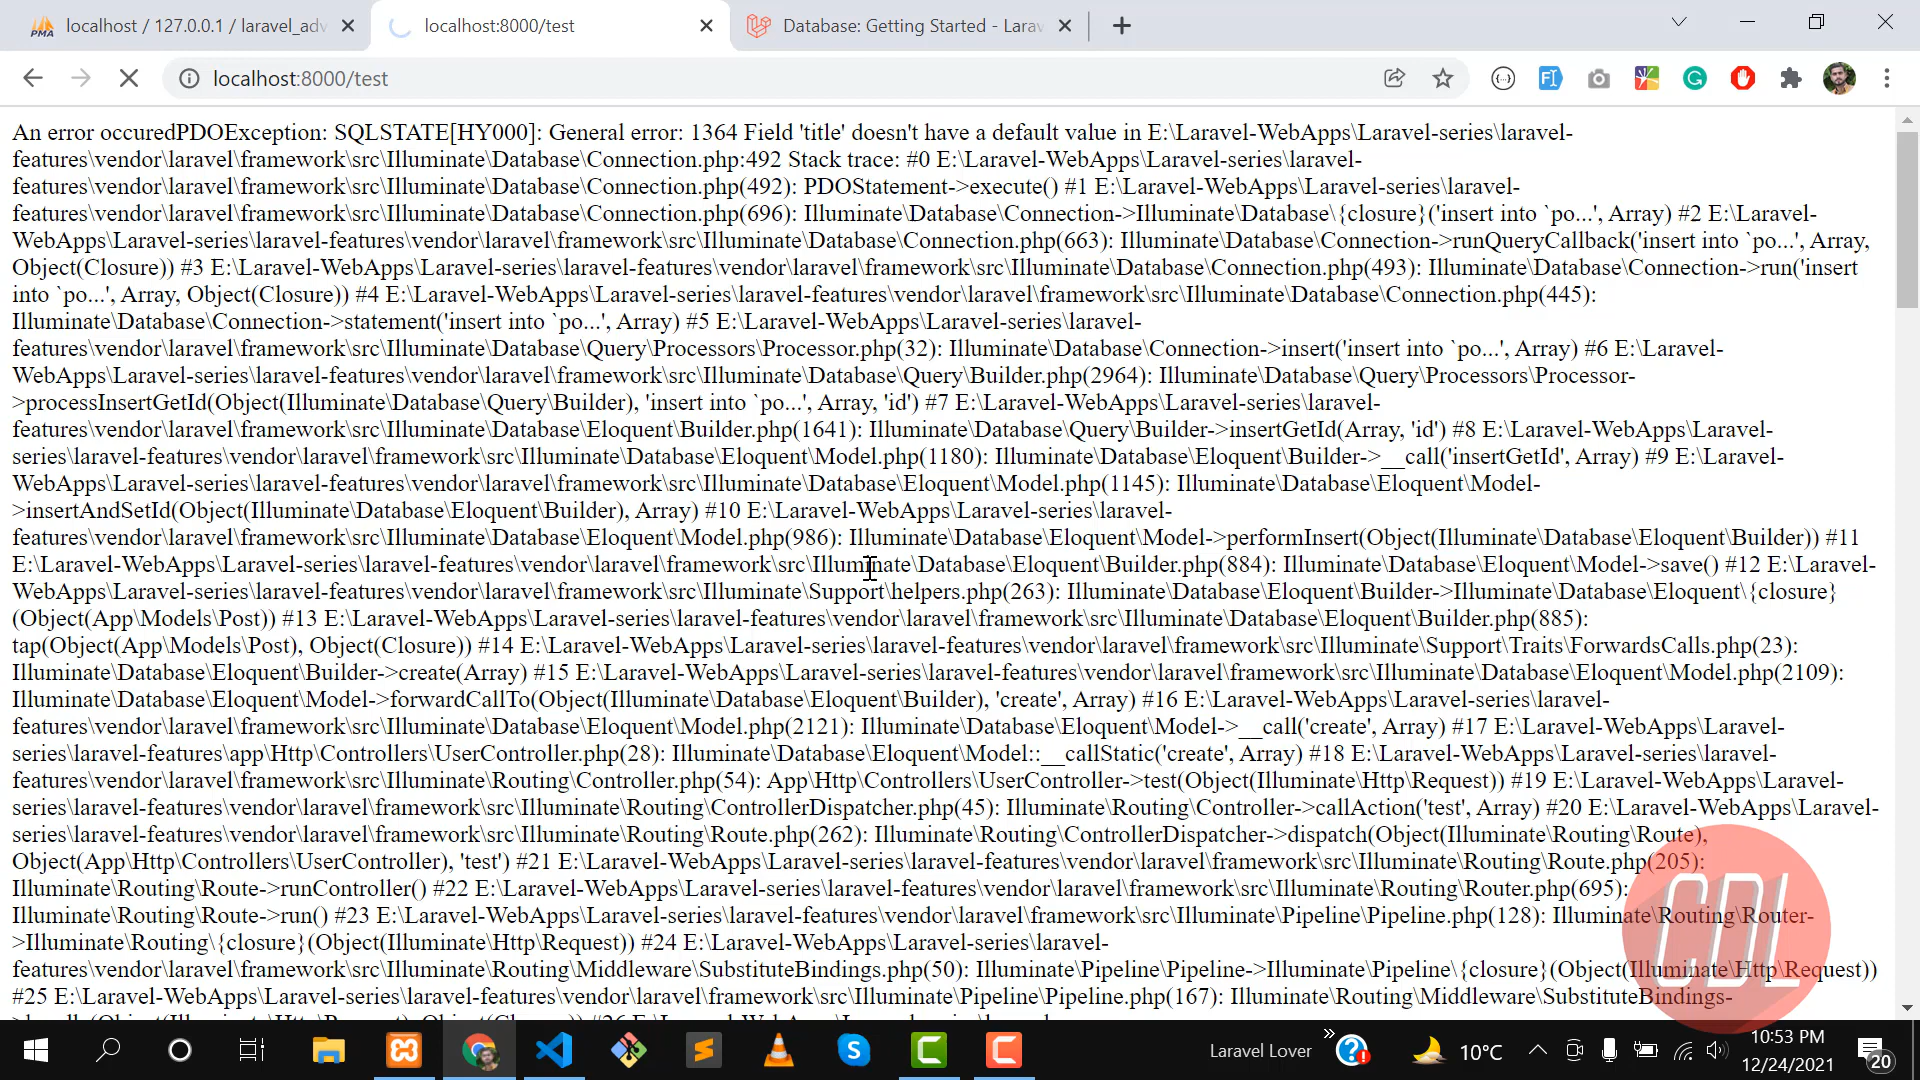 localhost / 127.0.0.1 / laravel_adv
localhost:8000/test
Database: Getting Started - Larav
localhost:8000/test
An error occuredPDOException: SQLSTATE[HY000]: General error: 1364 Field 'title' doesn't have a default value in E:\Laravel-WebApps\Laravel-series\laravel-
features\vendor\laravel\framework\src\Illuminate\Database\Connection.php:492 Stack trace: #0 E:\Laravel-WebApps\Laravel-series\laravel-
features\vendor\laravel\framework\src\Illuminate\Database\Connection.php(492): PDOStatement->execute() #1 E:\Laravel-WebApps\Laravel-series\laravel-
features\vendor\laravel\framework\src\Illuminate\Database\Connection.php(696): Illuminate\Database\Connection->Illuminate\Database\{closure}('insert into `po...', Array) #2 E:\Laravel-
WebApps\Laravel-series\laravel-features\vendor\laravel\framework\src\Illuminate\Database\Connection.php(663): Illuminate\Database\Connection->runQueryCallback('insert into `po...', Array,
Object(Closure)) #3 E:\Laravel-WebApps\Laravel-series\laravel-features\vendor\laravel\framework\src\Illuminate\Database\Connection.php(493): Illuminate\Database\Connection->run('insert
into `po...', Array, Object(Closure)) #4 E:\Laravel-WebApps\Laravel-series\laravel-features\vendor\laravel\framework\src\Illuminate\Database\Connection.php(445):
Illuminate\Database\Connection->statement('insert into `po...', Array) #5 E:\Laravel-WebApps\Laravel-series\laravel-
features\vendor\laravel\framework\src\Illuminate\Database\Query\Processors\Processor.php(32): Illuminate\Database\Connection->insert('insert into `po...', Array) #6 E:\Laravel-
WebApps\Laravel-series\laravel-features\vendor\laravel\framework\src\Illuminate\Database\Query\Builder.php(2964): Illuminate\Database\Query\Processors\Processor-
>processInsertGetId(Object(Illuminate\Database\Query\Builder), 'insert into `po...', Array, 'id') #7 E:\Laravel-WebApps\Laravel-series\laravel-
features\vendor\laravel\framework\src\Illuminate\Database\Eloquent\Builder.php(1641): Illuminate\Database\Query\Builder->insertGetId(Array, 'id') #8 E:\Laravel-WebApps\Laravel-
series\laravel-features\vendor\laravel\framework\src\Illuminate\Database\Eloquent\Model.php(1180): Illuminate\Database\Eloquent\Builder->__call('insertGetId', Array) #9 E:\Laravel-
WebApps\Laravel-series\laravel-features\vendor\laravel\framework\src\Illuminate\Database\Eloquent\Model.php(1145): Illuminate\Database\Eloquent\Model-
>insertAndSetId(Object(Illuminate\Database\Eloquent\Builder), Array) #10 E:\Laravel-WebApps\Laravel-series\laravel-
features\vendor\laravel\framework\src\Illuminate\Database\Eloquent\Model.php(986): Illuminate\Database\Eloquent\Model->performInsert(Object(Illuminate\Database\Eloquent\Builder)) #11
E:\Laravel-WebApps\Laravel-series\laravel-features\vendor\laravel\framework\src\Illuminate\Database\Eloquent\Builder.php(884): Illuminate\Database\Eloquent\Model->save() #12 E:\Laravel-
WebApps\Laravel-series\laravel-features\vendor\laravel\framework\src\Illuminate\Support\helpers.php(263): Illuminate\Database\Eloquent\Builder->Illuminate\Database\Eloquent\{closure}
(Object(App\Models\Post)) #13 E:\Laravel-WebApps\Laravel-series\laravel-features\vendor\laravel\framework\src\Illuminate\Database\Eloquent\Builder.php(885):
tap(Object(App\Models\Post), Object(Closure)) #14 E:\Laravel-WebApps\Laravel-series\laravel-features\vendor\laravel\framework\src\Illuminate\Support\Traits\ForwardsCalls.php(23):
Illuminate\Database\Eloquent\Builder->create(Array) #15 E:\Laravel-WebApps\Laravel-series\laravel-features\vendor\laravel\framework\src\Illuminate\Database\Eloquent\Model.php(2109):
Illuminate\Database\Eloquent\Model->forwardCallTo(Object(Illuminate\Database\Eloquent\Builder), 'create', Array) #16 E:\Laravel-WebApps\Laravel-series\laravel-
features\vendor\laravel\framework\src\Illuminate\Database\Eloquent\Model.php(2121): Illuminate\Database\Eloquent\Model->__call('create', Array) #17 E:\Laravel-WebApps\Laravel-
series\laravel-features\app\Http\Controllers\UserController.php(28): Illuminate\Database\Eloquent\Model::__callStatic('create', Array) #18 E:\Laravel-WebApps\Laravel-series\laravel-
features\vendor\laravel\framework\src\Illuminate\Routing\Controller.php(54): App\Http\Controllers\UserController->test(Object(Illuminate\Http\Request)) #19 E:\Laravel-WebApps\Laravel-
series\laravel-features\vendor\laravel\framework\src\Illuminate\Routing\ControllerDispatcher.php(45): Illuminate\Routing\Controller->callAction('test', Array) #20 E:\Laravel-WebApps\Laravel-
series\laravel-features\vendor\laravel\framework\src\Illuminate\Routing\Route.php(262): Illuminate\Routing\ControllerDispatcher->dispatch(Object(Illuminate\Routing\Route),
Object(App\Http\Controllers\UserController), 'test') #21 E:\Laravel-WebApps\Laravel-series\laravel-features\vendor\laravel\framework\src\Illuminate\Routing\Route.php(205):
Illuminate\Routing\Route->runController() #22 E:\Laravel-WebApps\Laravel-series\laravel-features\vendor\laravel\framework\src\Illuminate\Routing\Router.php(695):
Illuminate\Routing\Route->run() #23 E:\Laravel-WebApps\Laravel-series\laravel-features\vendor\laravel\framework\src\Illuminate\Pipeline\Pipeline.php(128): Illuminate\Routing\Router-
>Illuminate\Routing\{closure}(Object(Illuminate\Http\Request)) #24 E:\Laravel-WebApps\Laravel-series\laravel-
features\vendor\laravel\framework\src\Illuminate\Routing\Middleware\SubstituteBindings.php(50): Illuminate\Pipeline\Pipeline->Illuminate\Pipeline\{closure}(Object(Illuminate\Http\Request))
#25 E:\Laravel-WebApps\Laravel-series\laravel-features\vendor\laravel\framework\src\Illuminate\Pipeline\Pipeline.php(167): Illuminate\Routing\Middleware\SubstituteBindings-
CDL
Laravel Lover
10°C
10:53 PM
12/24/2021
20